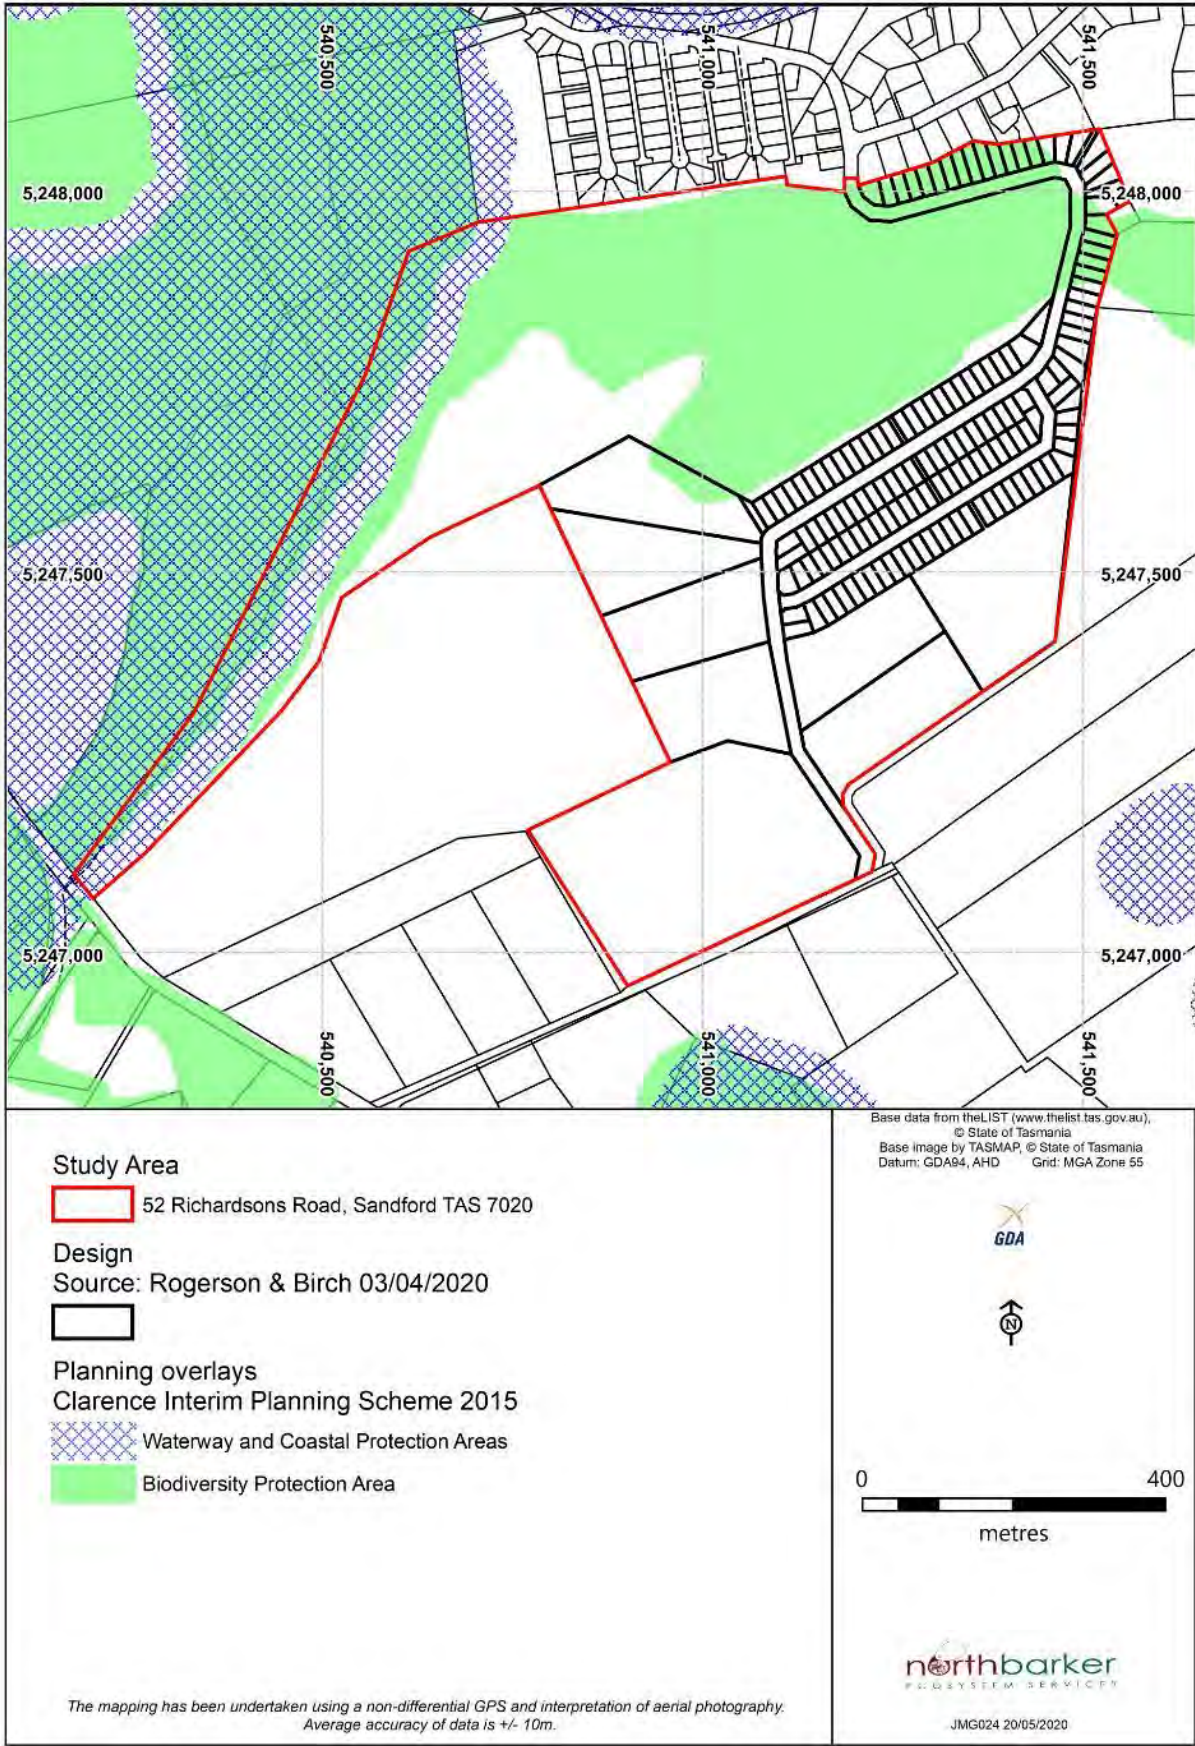 540,500
541,000
541,500
5,248,000
5,248,000
5,247,500
5,247,500
5,247,000
5,247,000
540,500
541,000
541,500
Study Area
52 Richardsons Road, Sandford TAS 7020
Design
Source: Rogerson & Birch 03/04/2020
Planning overlays
Clarence Interim Planning Scheme 2015
Waterway and Coastal Protection Areas
Biodiversity Protection Area
The mapping has been undertaken using a non-differential GPS and interpretation of aerial photography.
Average accuracy of data is +/- 10m.
Base data from theLIST (www.thelist.tas.gov.au),
© State of Tasmania
Base image by TASMAP, © State of Tasmania
Datum: GDA94, AHD Grid: MGA Zone 55
GDA
N
0 400
metres
northbarker
ECOSYSTEM SERVICES
JMG024 20/05/2020